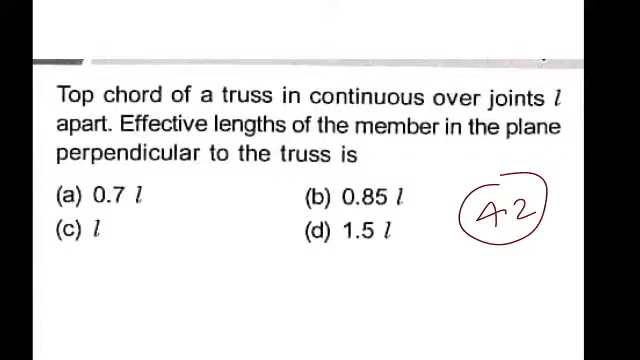 Top chord of a truss in continuous over joints l
apart. Effective lengths of the member in the plane
perpendicular to the truss is
(a) 0.7 l (b) 0.85 l
(c) l (d) 1.5 l
42